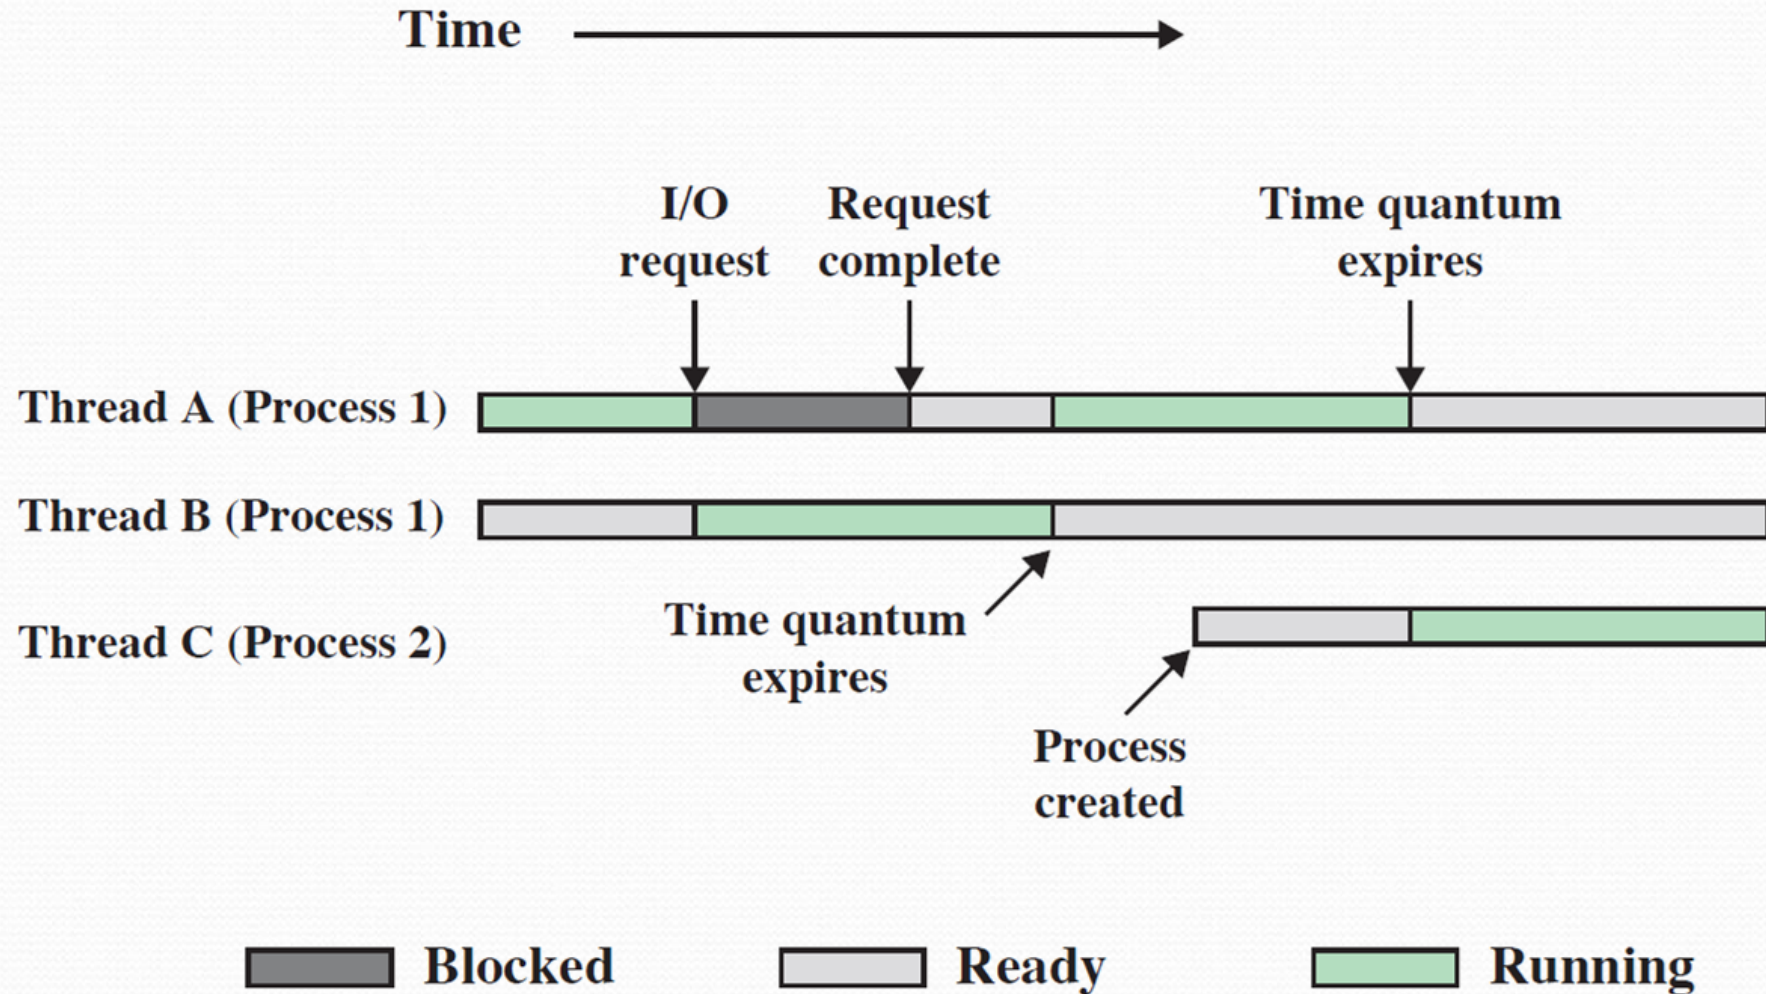 Time
I/O
request
Request
complete
Time quantum
expires
Thread A (Process 1)
Thread B (Process 1)
Thread C (Process 2)
Time quantum
expires
Process
created
Blocked
Ready
Running